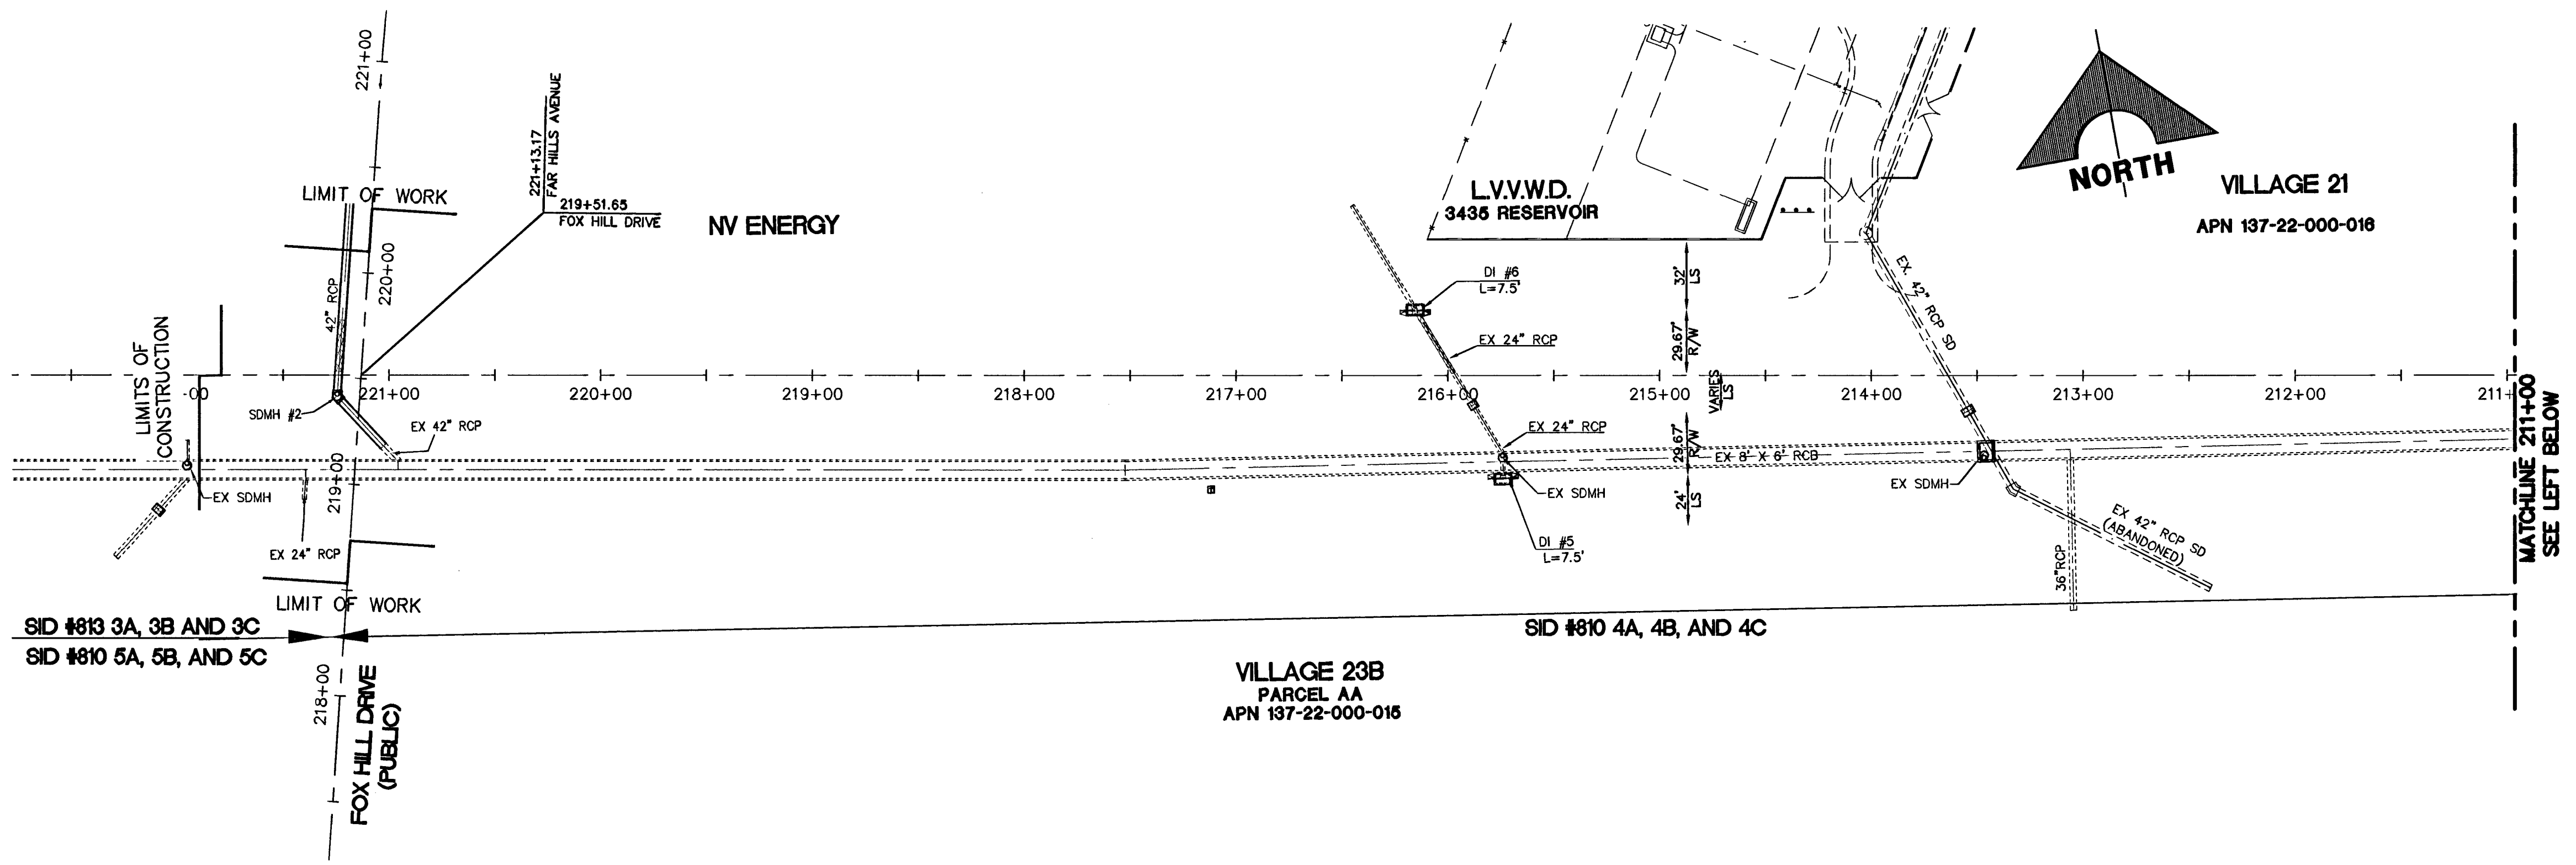 221+00
LIMIT OF WORK
221+13.17
FAR HILLS AVENUE
219+51.65
FOX HILL DRIVE
NV ENERGY
220+00
42" RCP
LIMITS OF
CONSTRUCTION
L.V.V.W.D.
3435 RESERVOIR
NORTH
VILLAGE 21
APN 137-22-000-016
DI #6
L=7.5'
32'
LS
EX. 42" RCP SD
EX 24" RCP
29.67'
R/W
-00
221+00
220+00
219+00
218+00
217+00
216+00
215+00
214+00
213+00
212+00
211+
VARIES
LS
SDMH #2
EX 42" RCP
EX 24" RCP
29.67'
R/W
EX 8' X 6' RCB
EX SDMH
219+00
EX SDMH
24'
LS
EX SDMH
EX 42" RCP SD
(ABANDONED)
MATCHLINE 211+00
SEE LEFT BELOW
EX 24" RCP
DI #5
L=7.5'
36"RCP
LIMIT OF WORK
SID #813 3A, 3B AND 3C
SID #810 5A, 5B, AND 5C
SID #810 4A, 4B, AND 4C
218+00
FOX HILL DRIVE
(PUBLIC)
VILLAGE 23B
PARCEL AA
APN 137-22-000-015